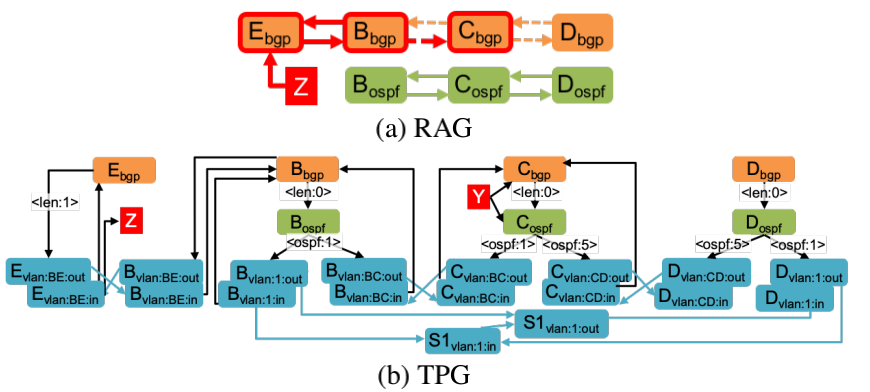 E_bgp B_bgp C_bgp D_bgp
Z B_ospf C_ospf D_ospf
(a) RAG
E_bgp B_bgp C_bgp D_bgp
<len:1> Z <len:0> Y <len:0> <len:0>
B_ospf C_ospf D_ospf
<ospf:1> <ospf:1> <ospf:5> <ospf:5> <ospf:1>
E_vlan:BE:out B_vlan:BE:out B_vlan:1:out B_vlan:BC:out C_vlan:BC:out C_vlan:CD:out D_vlan:CD:out D_vlan:1:out
E_vlan:BE:in B_vlan:BE:in B_vlan:1:in B_vlan:BC:in C_vlan:BC:in C_vlan:CD:in D_vlan:CD:in D_vlan:1:in
S1_vlan:1:out
S1_vlan:1:in
(b) TPG